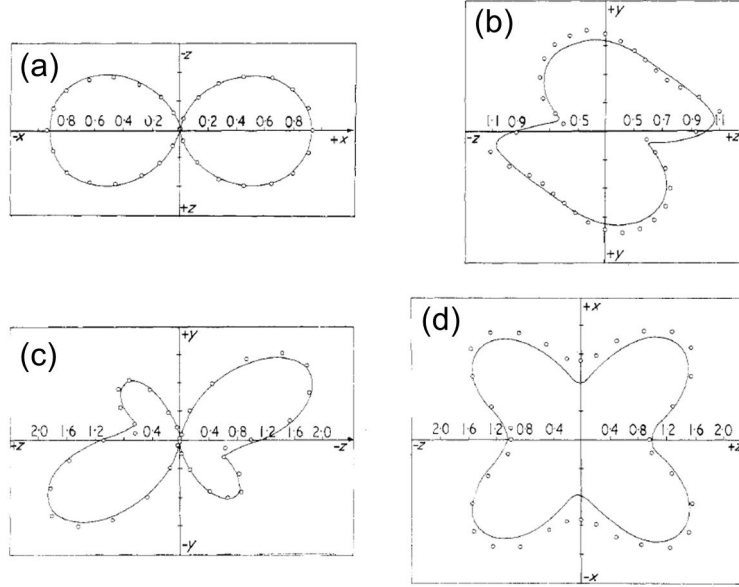 (a)
-z
0·8 0·6 0·4 0·2 0·2 0·4 0·6 0·8
-x +x
+z
(b)
+y
1·1 0·9 0·5 0·5 0·7 0·9 1·1
-z +z
+y
(c)
+y
2·0 1·6 1·2 0·4 0·4 0·8 1·2 1·6 2·0
+z -z
-y
(d)
+x
2·0 1·6 1·2 0·8 0·4 0·4 0·8 1·2 1·6 2·0
-z +z
-x